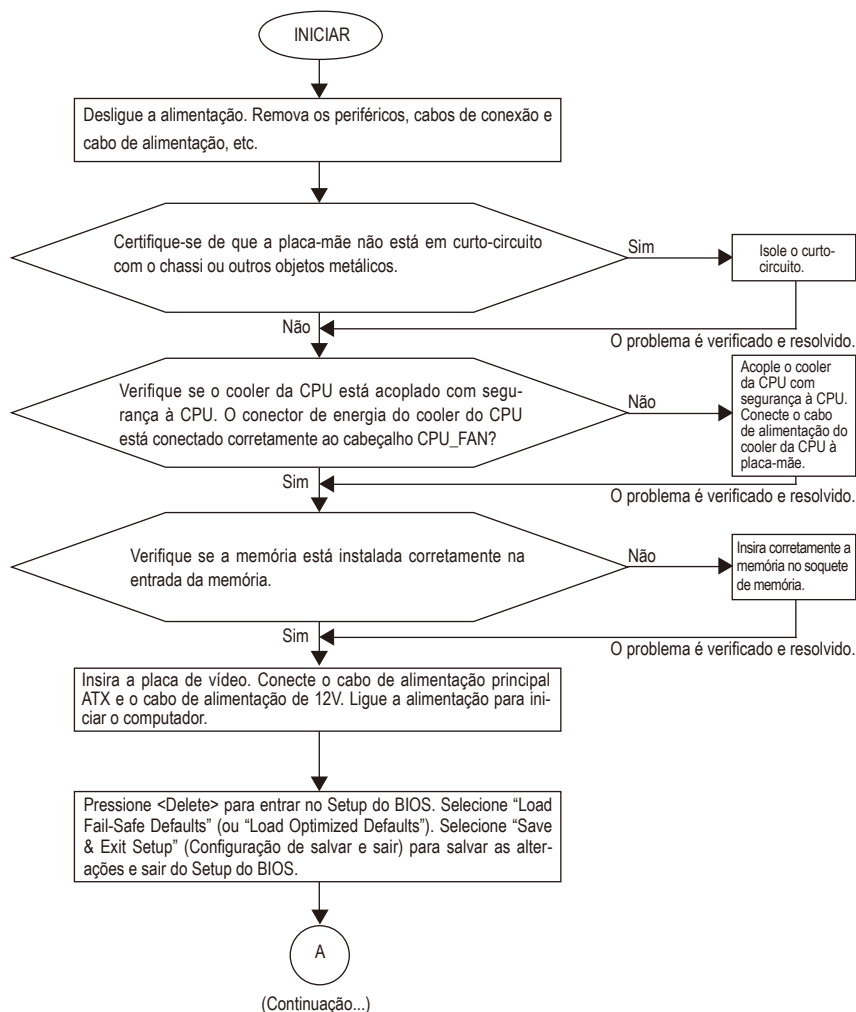 INICIAR
Desligue a alimentação. Remova os periféricos, cabos de conexão e
cabo de alimentação, etc.
Certifique-se de que a placa-mãe não está em curto-circuito
com o chassi ou outros objetos metálicos.
Sim
Isole o curto-
circuito.
Não
O problema é verificado e resolvido.
Verifique se o cooler da CPU está acoplado com segu-
rança à CPU. O conector de energia do cooler do CPU
está conectado corretamente ao cabeçalho CPU_FAN?
Não
Acople o cooler
da CPU com
segurança à CPU.
Conecte o cabo
de alimentação do
cooler da CPU à
placa-mãe.
Sim
O problema é verificado e resolvido.
Verifique se a memória está instalada corretamente na
entrada da memória.
Não
Insira corretamente a
memória no soquete
de memória.
Sim
O problema é verificado e resolvido.
Insira a placa de vídeo. Conecte o cabo de alimentação principal
ATX e o cabo de alimentação de 12V. Ligue a alimentação para ini-
ciar o computador.
Pressione <Delete> para entrar no Setup do BIOS. Selecione “Load
Fail-Safe Defaults” (ou “Load Optimized Defaults”). Selecione “Save
& Exit Setup” (Configuração de salvar e sair) para salvar as alter-
ações e sair do Setup do BIOS.
A
(Continuação...)